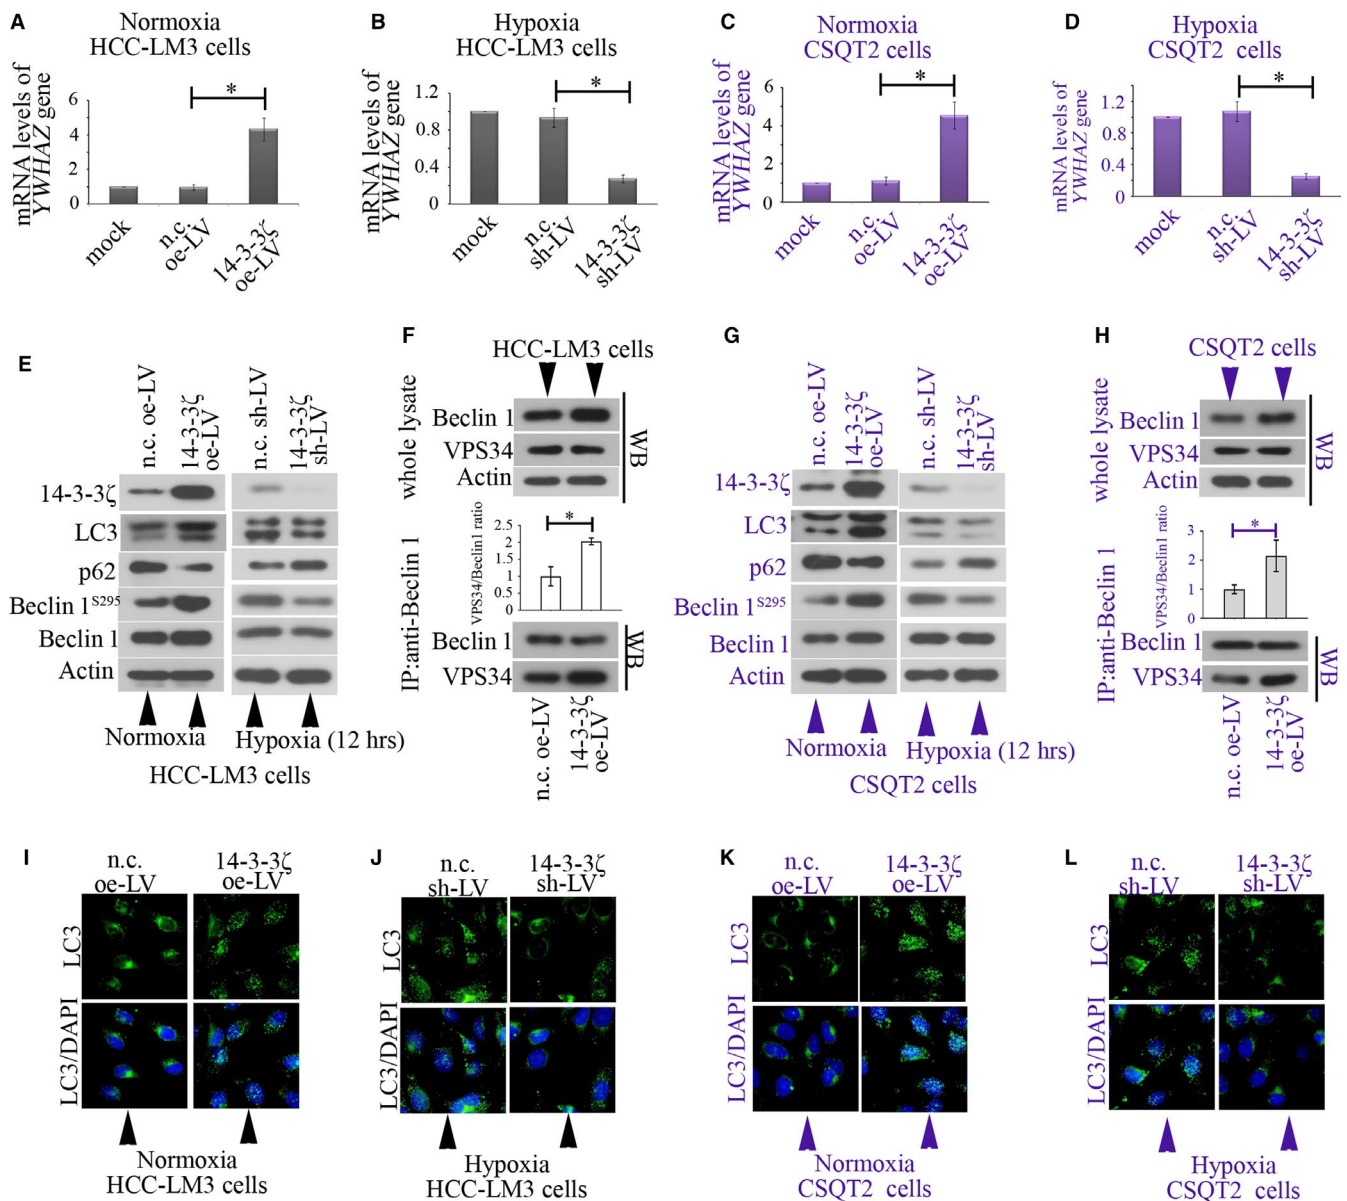 A
Normoxia
HCC-LM3 cells
mRNA levels of
YWHAZ gene
6
4
2
0
*
mock
n.c.
oe-LV
14-3-3ζ
oe-LV
B
Hypoxia
HCC-LM3 cells
mRNA levels of
YWHAZ gene
1.2
0.8
0.4
0
*
mock
n.c.
sh-LV
14-3-3ζ
sh-LV
C
Normoxia
CSQT2 cells
mRNA levels of
YWHAZ gene
6
4
2
0
*
mock
n.c.
oe-LV
14-3-3ζ
oe-LV
D
Hypoxia
CSQT2 cells
mRNA levels of
YWHAZ gene
1.2
0.8
0.4
0
*
mock
n.c.
sh-LV
14-3-3ζ
sh-LV
E
n.c. oe-LV
14-3-3ζ
oe-LV
n.c. sh-LV
14-3-3ζ
sh-LV
14-3-3ζ
LC3
p62
Beclin 1S295
Beclin 1
Actin
Normoxia
Hypoxia (12 hrs)
HCC-LM3 cells
F
HCC-LM3 cells
whole lysate
Beclin 1
VPS34
Actin
WB
VPS34/Beclin1 ratio
2.5
2
1.5
1
0.5
0
*
IP:anti-Beclin 1
Beclin 1
VPS34
WB
n.c. oe-LV
14-3-3ζ
oe-LV
G
n.c. oe-LV
14-3-3ζ
oe-LV
n.c. sh-LV
14-3-3ζ
sh-LV
14-3-3ζ
LC3
p62
Beclin 1S295
Beclin 1
Actin
Normoxia
Hypoxia (12 hrs)
CSQT2 cells
H
CSQT2 cells
whole lysate
Beclin 1
VPS34
Actin
WB
VPS34/Beclin1 ratio
3
2
1
0
*
IP:anti-Beclin 1
Beclin 1
VPS34
WB
n.c. oe-LV
14-3-3ζ
oe-LV
I
n.c.
oe-LV
14-3-3ζ
oe-LV
LC3
LC3/DAPI
Normoxia
HCC-LM3 cells
J
n.c.
sh-LV
14-3-3ζ
sh-LV
LC3
LC3/DAPI
Hypoxia
HCC-LM3 cells
K
n.c.
oe-LV
14-3-3ζ
oe-LV
LC3
LC3/DAPI
Normoxia
CSQT2 cells
L
n.c.
sh-LV
14-3-3ζ
sh-LV
LC3
LC3/DAPI
Hypoxia
CSQT2 cells